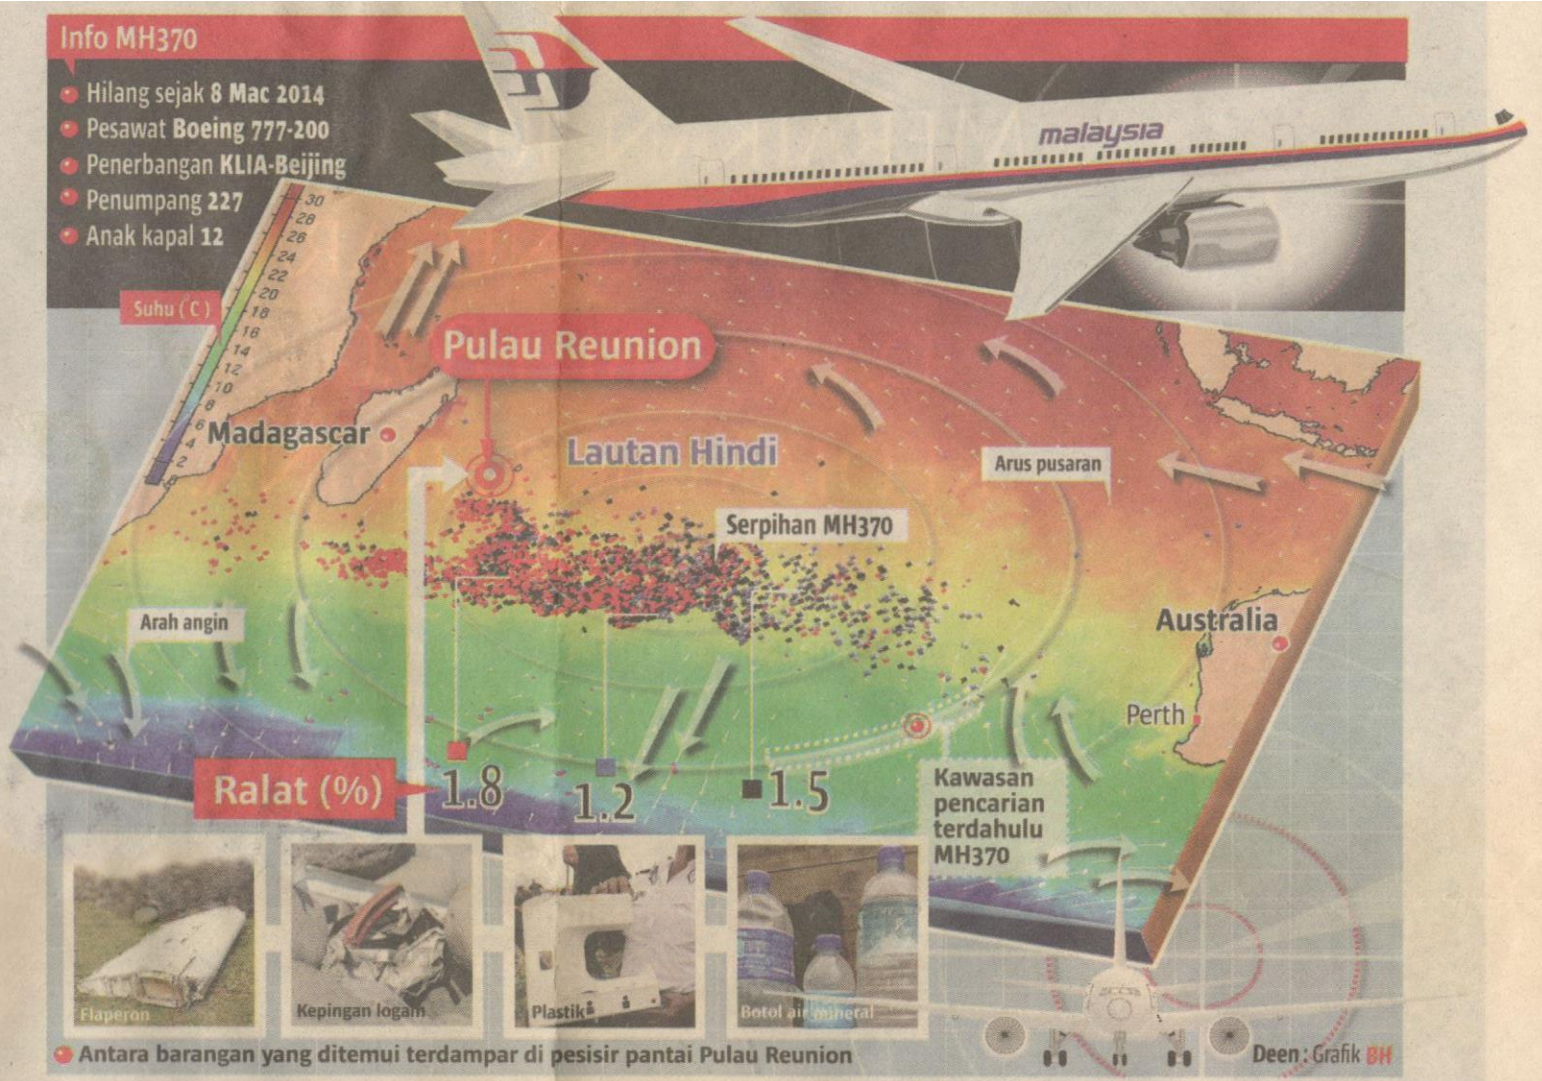 Info MH370
Hilang sejak 8 Mac 2014
Pesawat Boeing 777-200
Penerbangan KLIA-Beijing
Penumpang 227
Anak kapal 12
malaysia
30
28
26
24
22
20
18
16
14
12
10
8
6
4
2
0
Suhu ( C )
Pulau Reunion
Madagascar
Lautan Hindi
Arus pusaran
Serpihan MH370
Arah angin
Australia
Perth
Ralat (%)
1.8
1.2
1.5
Kawasan
pencarian
terdahulu
MH370
Flaperon
Kepingan logam
Plastik
Botol air mineral
Antara barangan yang ditemui terdampar di pesisir pantai Pulau Reunion
Deen : Grafik BH